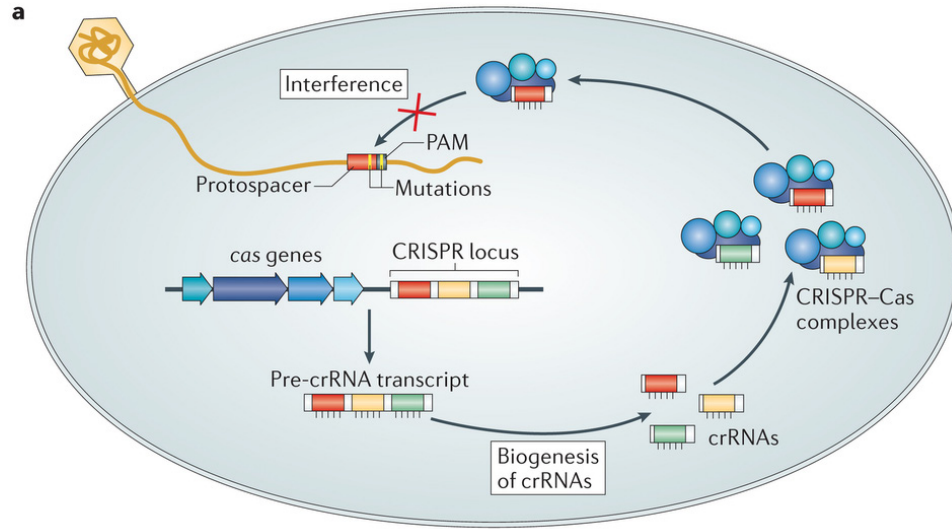 a
Interference
PAM
Protospacer
Mutations
cas genes
CRISPR locus
CRISPR–Cas
complexes
Pre-crRNA transcript
crRNAs
Biogenesis
of crRNAs